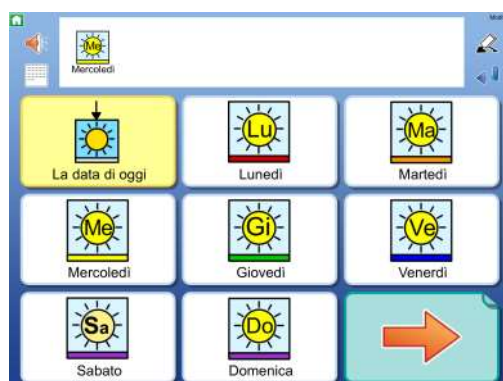 Me
Mercoledì
La data di oggi
Lu
Lunedì
Ma
Martedì
Me
Mercoledì
Gi
Giovedì
Ve
Venerdì
Sa
Sabato
Do
Domenica